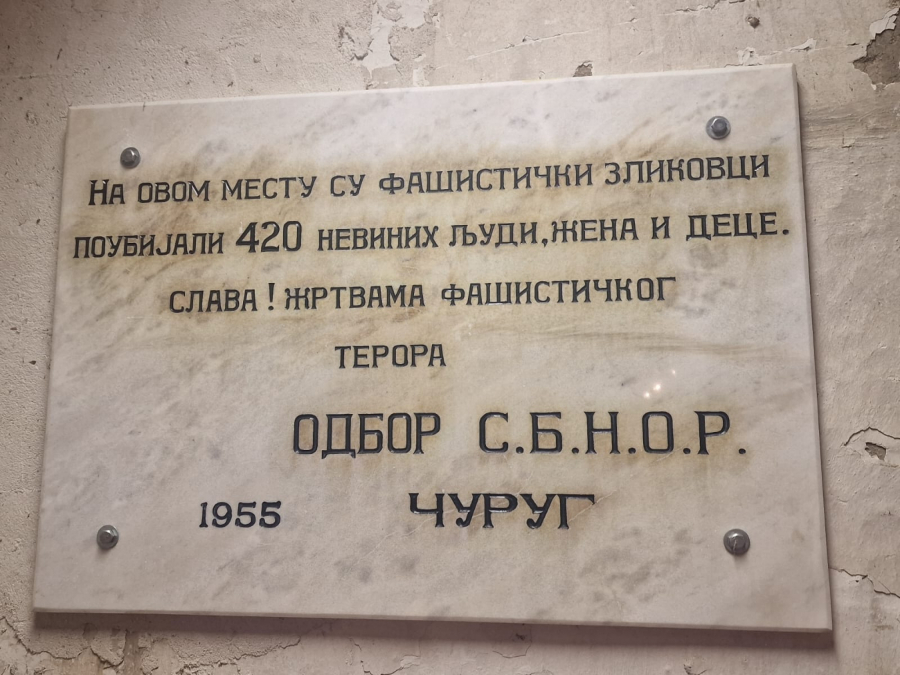 На овом месту су фашистички зликовци
поубијали 420 невиних људи, жена и деце.
слава! жртвама фашистичког
терора
ОДБОР С.Б.Н.О.Р.
1955 ЧУРУГ